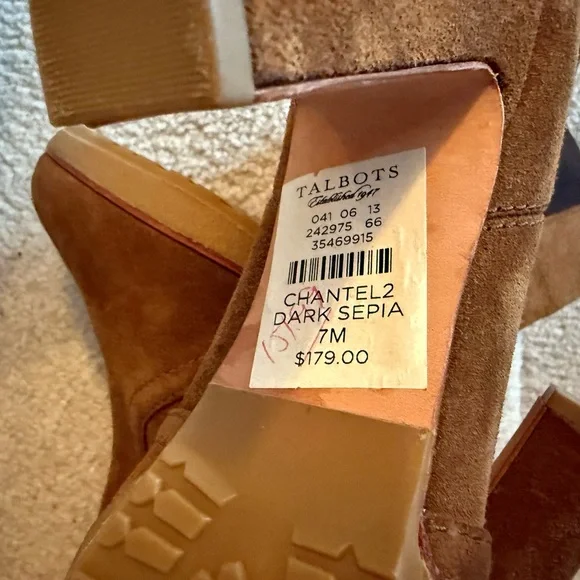 TALBOTS
Established 1947
041 06 13
242975 66
35469915
CHANTEL2
DARK SEPIA
7M
$179.00